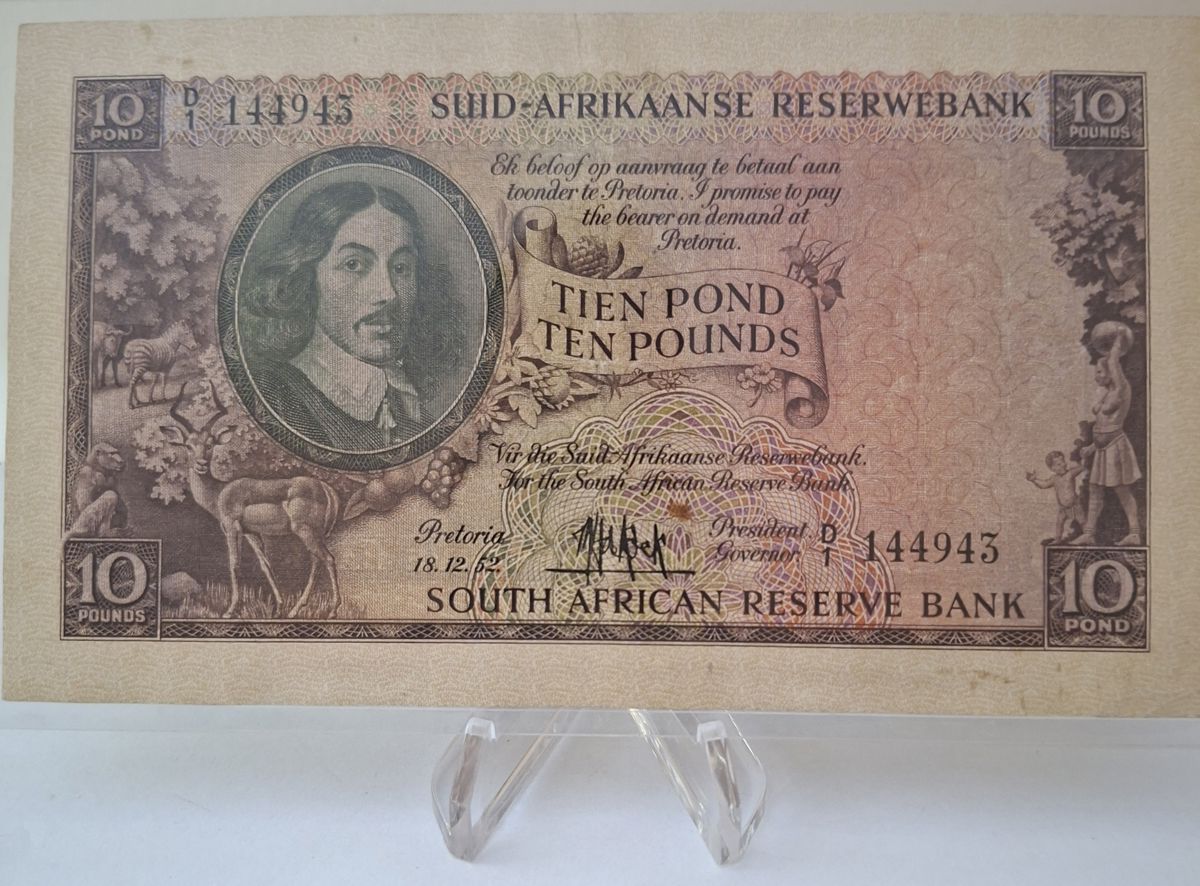 10 POND
D/1 144943
SUID-AFRIKAANSE RESERWEBANK
10 POUNDS
Ek beloof op aanvraag te betaal aan
toonder te Pretoria. I promise to pay
the bearer on demand at
Pretoria.
TIEN POND
TEN POUNDS
Vir die Suid-Afrikaanse Reserwebank.
For the South African Reserve Bank.
Pretoria
18.12.52.
President.
Governor.
D/1 144943
10 POUNDS
SOUTH AFRICAN RESERVE BANK
10 POND